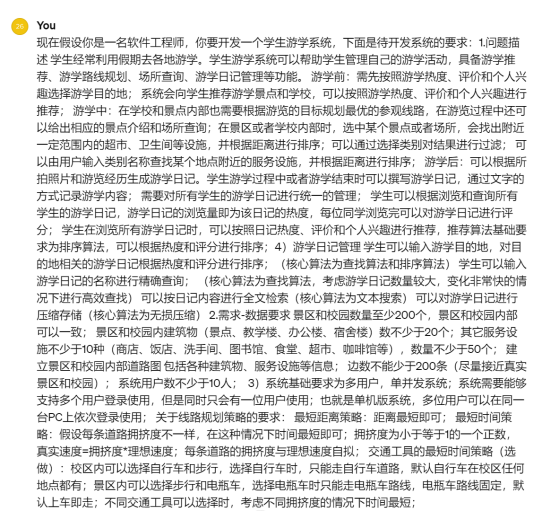 26
You
现在假设你是一名软件工程师，你要开发一个学生游学系统，下面是待开发系统的要求：1.问题描
述 学生经常利用假期去各地游学。学生游学系统可以帮助学生管理自己的游学活动，具备游学推
荐、游学路线规划、场所查询、游学日记管理等功能。 游学前：需先按照游学热度、评价和个人兴
趣选择游学目的地； 系统会向学生推荐游学景点和学校，可以按照游学热度、评价和个人兴趣进行
推荐； 游学中：在学校和景点内部也需要根据游览的目标规划最优的参观线路，在游览过程中还可
以给出相应的景点介绍和场所查询；在景区或者学校内部时，选中某个景点或者场所，会找出附近
一定范围内的超市、卫生间等设施，并根据距离进行排序；可以通过选择类别对结果进行过滤； 可
以由用户输入类别名称查找某个地点附近的服务设施，并根据距离进行排序； 游学后：可以根据所
拍照片和游览经历生成游学日记。学生游学过程中或者游学结束时可以撰写游学日记，通过文字的
方式记录游学内容； 需要对所有学生的游学日记进行统一的管理； 学生可以根据浏览和查询所有
学生的游学日记，游学日记的浏览量即为该日记的热度，每位同学浏览完可以对游学日记进行评
分； 学生在浏览所有游学日记时，可以按照日记热度、评价和个人兴趣进行推荐，推荐算法基础要
求为排序算法，可以根据热度和评分进行排序；4）游学日记管理 学生可以输入游学目的地，对目
的地相关的游学日记根据热度和评分进行排序；（核心算法为查找算法和排序算法） 学生可以输入
游学日记的名称进行精确查询； （核心算法为查找算法，考虑游学日记数量较大，变化非常快的情
况下进行高效查找） 可以按日记内容进行全文检索（核心算法为文本搜索） 可以对游学日记进行
压缩存储（核心算法为无损压缩） 2.需求-数据要求 景区和校园数量至少200个，景区和校园内部
可以一致； 景区和校园内建筑物（景点、教学楼、办公楼、宿舍楼）数不少于20个；其它服务设
施不少于10种（商店、饭店、洗手间、图书馆、食堂、超市、咖啡馆等），数量不少于50个； 建
立景区和校园内部道路图 包括各种建筑物、服务设施等信息； 边数不能少于200条（尽量接近真实
景区和校园）； 系统用户数不少于10人； 3）系统基础要求为多用户，单并发系统；系统需要能够
支持多个用户登录使用，但是同时只会有一位用户使用；也就是单机版系统，多位用户可以在同一
台PC上依次登录使用； 关于线路规划策略的要求： 最短距离策略：距离最短即可； 最短时间策
略：假设每条道路拥挤度不一样，在这种情况下时间最短即可；拥挤度为小于等于1的一个正数，
真实速度=拥挤度*理想速度；每条道路的拥挤度与理想速度自拟； 交通工具的最短时间策略（选
做）：校区内可以选择自行车和步行，选择自行车时，只能走自行车道路，默认自行车在校区任何
地点都有；景区内可以选择步行和电瓶车，选择电瓶车时只能走电瓶车路线，电瓶车路线固定，默
认上车即走；不同交通工具可以选择时，考虑不同拥挤度的情况下时间最短；